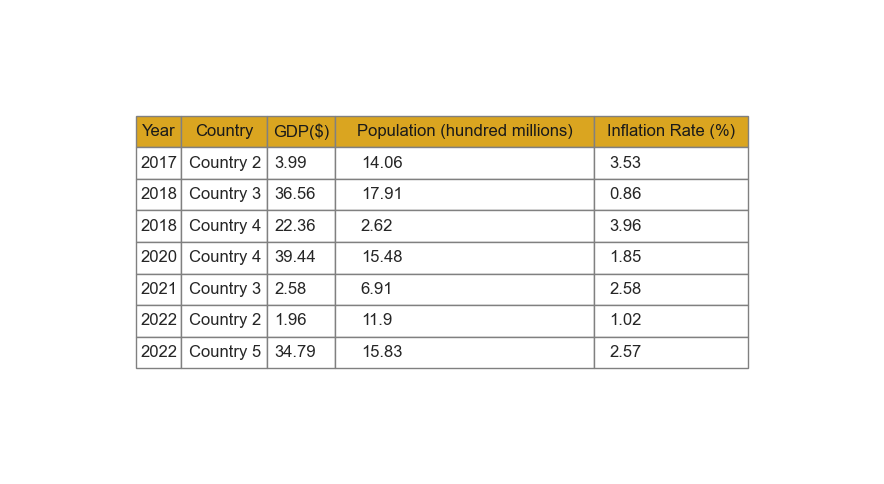 Year Country GDP($) Population (hundred millions) Inflation Rate (%)
2017 Country 2 3.99 14.06 3.53
2018 Country 3 36.56 17.91 0.86
2018 Country 4 22.36 2.62 3.96
2020 Country 4 39.44 15.48 1.85
2021 Country 3 2.58 6.91 2.58
2022 Country 2 1.96 11.9 1.02
2022 Country 5 34.79 15.83 2.57